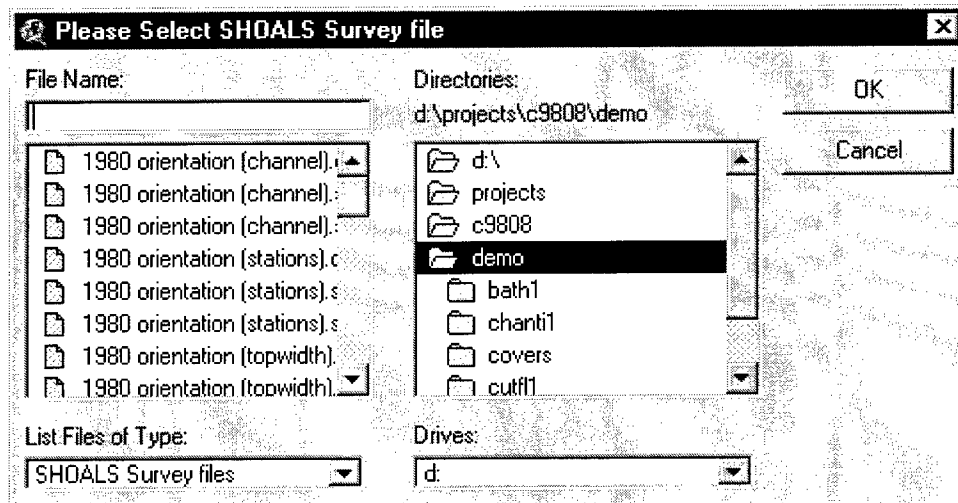 Please Select SHOALS Survey file
File Name:
Directories:
d:\projects\c9808\demo
OK
Cancel
1980 orientation (channel).
1980 orientation (channel).
1980 orientation (channel).s
1980 orientation (stations).d
1980 orientation (stations).s
1980 orientation (stations).s
1980 orientation (topwidth).
1980 orientation (topwidth).
d:\
projects
c9808
demo
bath1
chanti1
covers
cutfl1
List Files of Type:
SHOALS Survey files
Drives:
d: